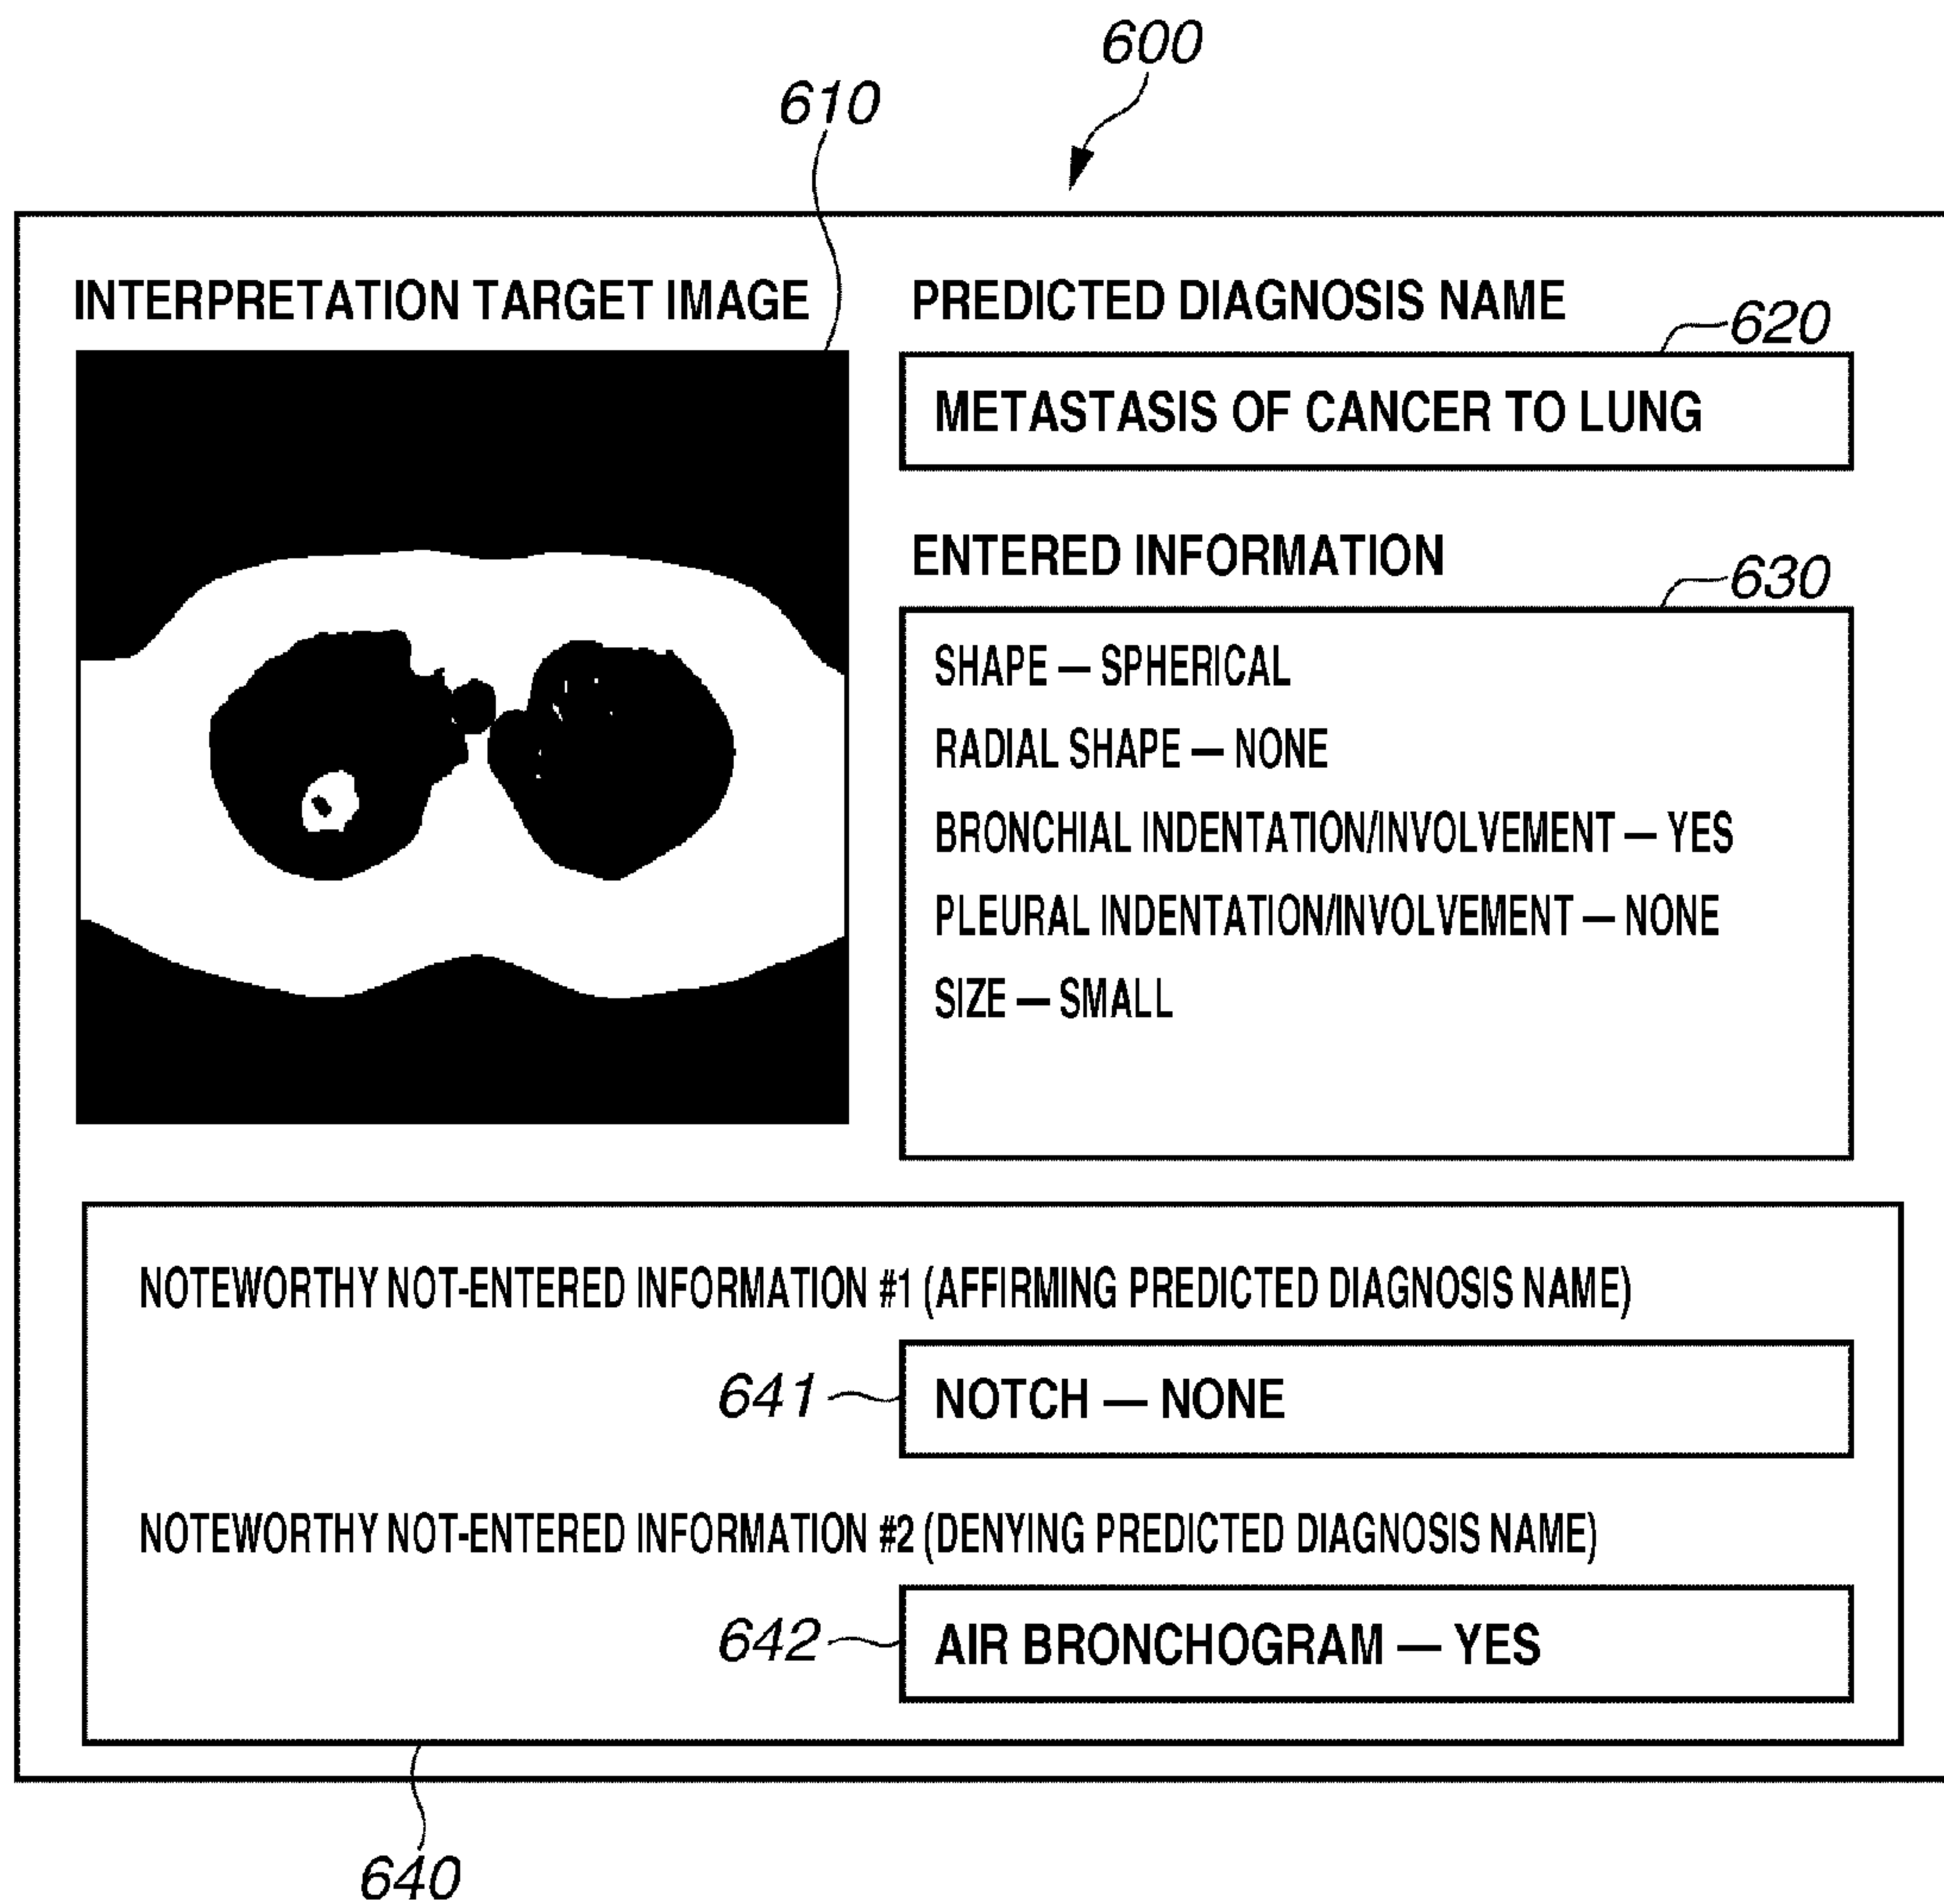 600
610
INTERPRETATION TARGET IMAGE
PREDICTED DIAGNOSIS NAME
620
METASTASIS OF CANCER TO LUNG
ENTERED INFORMATION
630
SHAPE — SPHERICAL
RADIAL SHAPE — NONE
BRONCHIAL INDENTATION/INVOLVEMENT — YES
PLEURAL INDENTATION/INVOLVEMENT — NONE
SIZE — SMALL
NOTEWORTHY NOT-ENTERED INFORMATION #1 (AFFIRMING PREDICTED DIAGNOSIS NAME)
641
NOTCH — NONE
NOTEWORTHY NOT-ENTERED INFORMATION #2 (DENYING PREDICTED DIAGNOSIS NAME)
642
AIR BRONCHOGRAM — YES
640